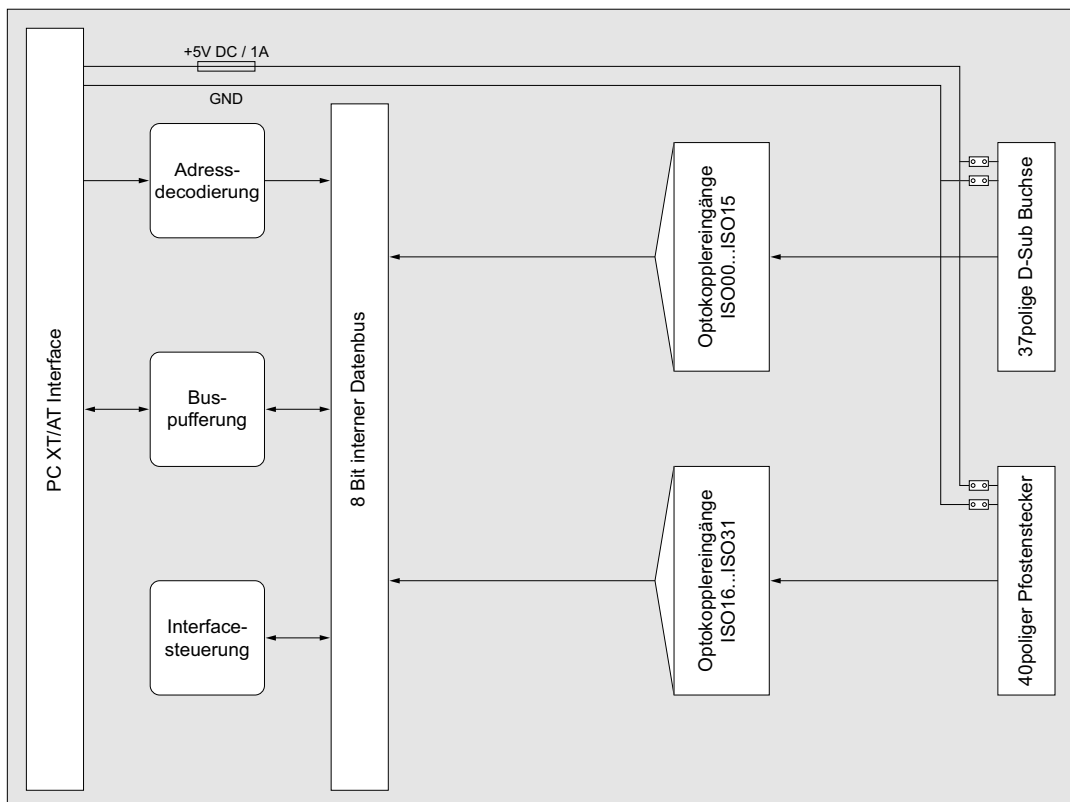 +5V DC / 1A
GND
PC XT/AT Interface
Adress-
decodierung
Bus-
pufferung
Interface-
steuerung
8 Bit interner Datenbus
Optokopplereingänge
ISO00...ISO15
Optokopplereingänge
ISO16...ISO31
37polige D-Sub Buchse
40poliger Pfostenstecker